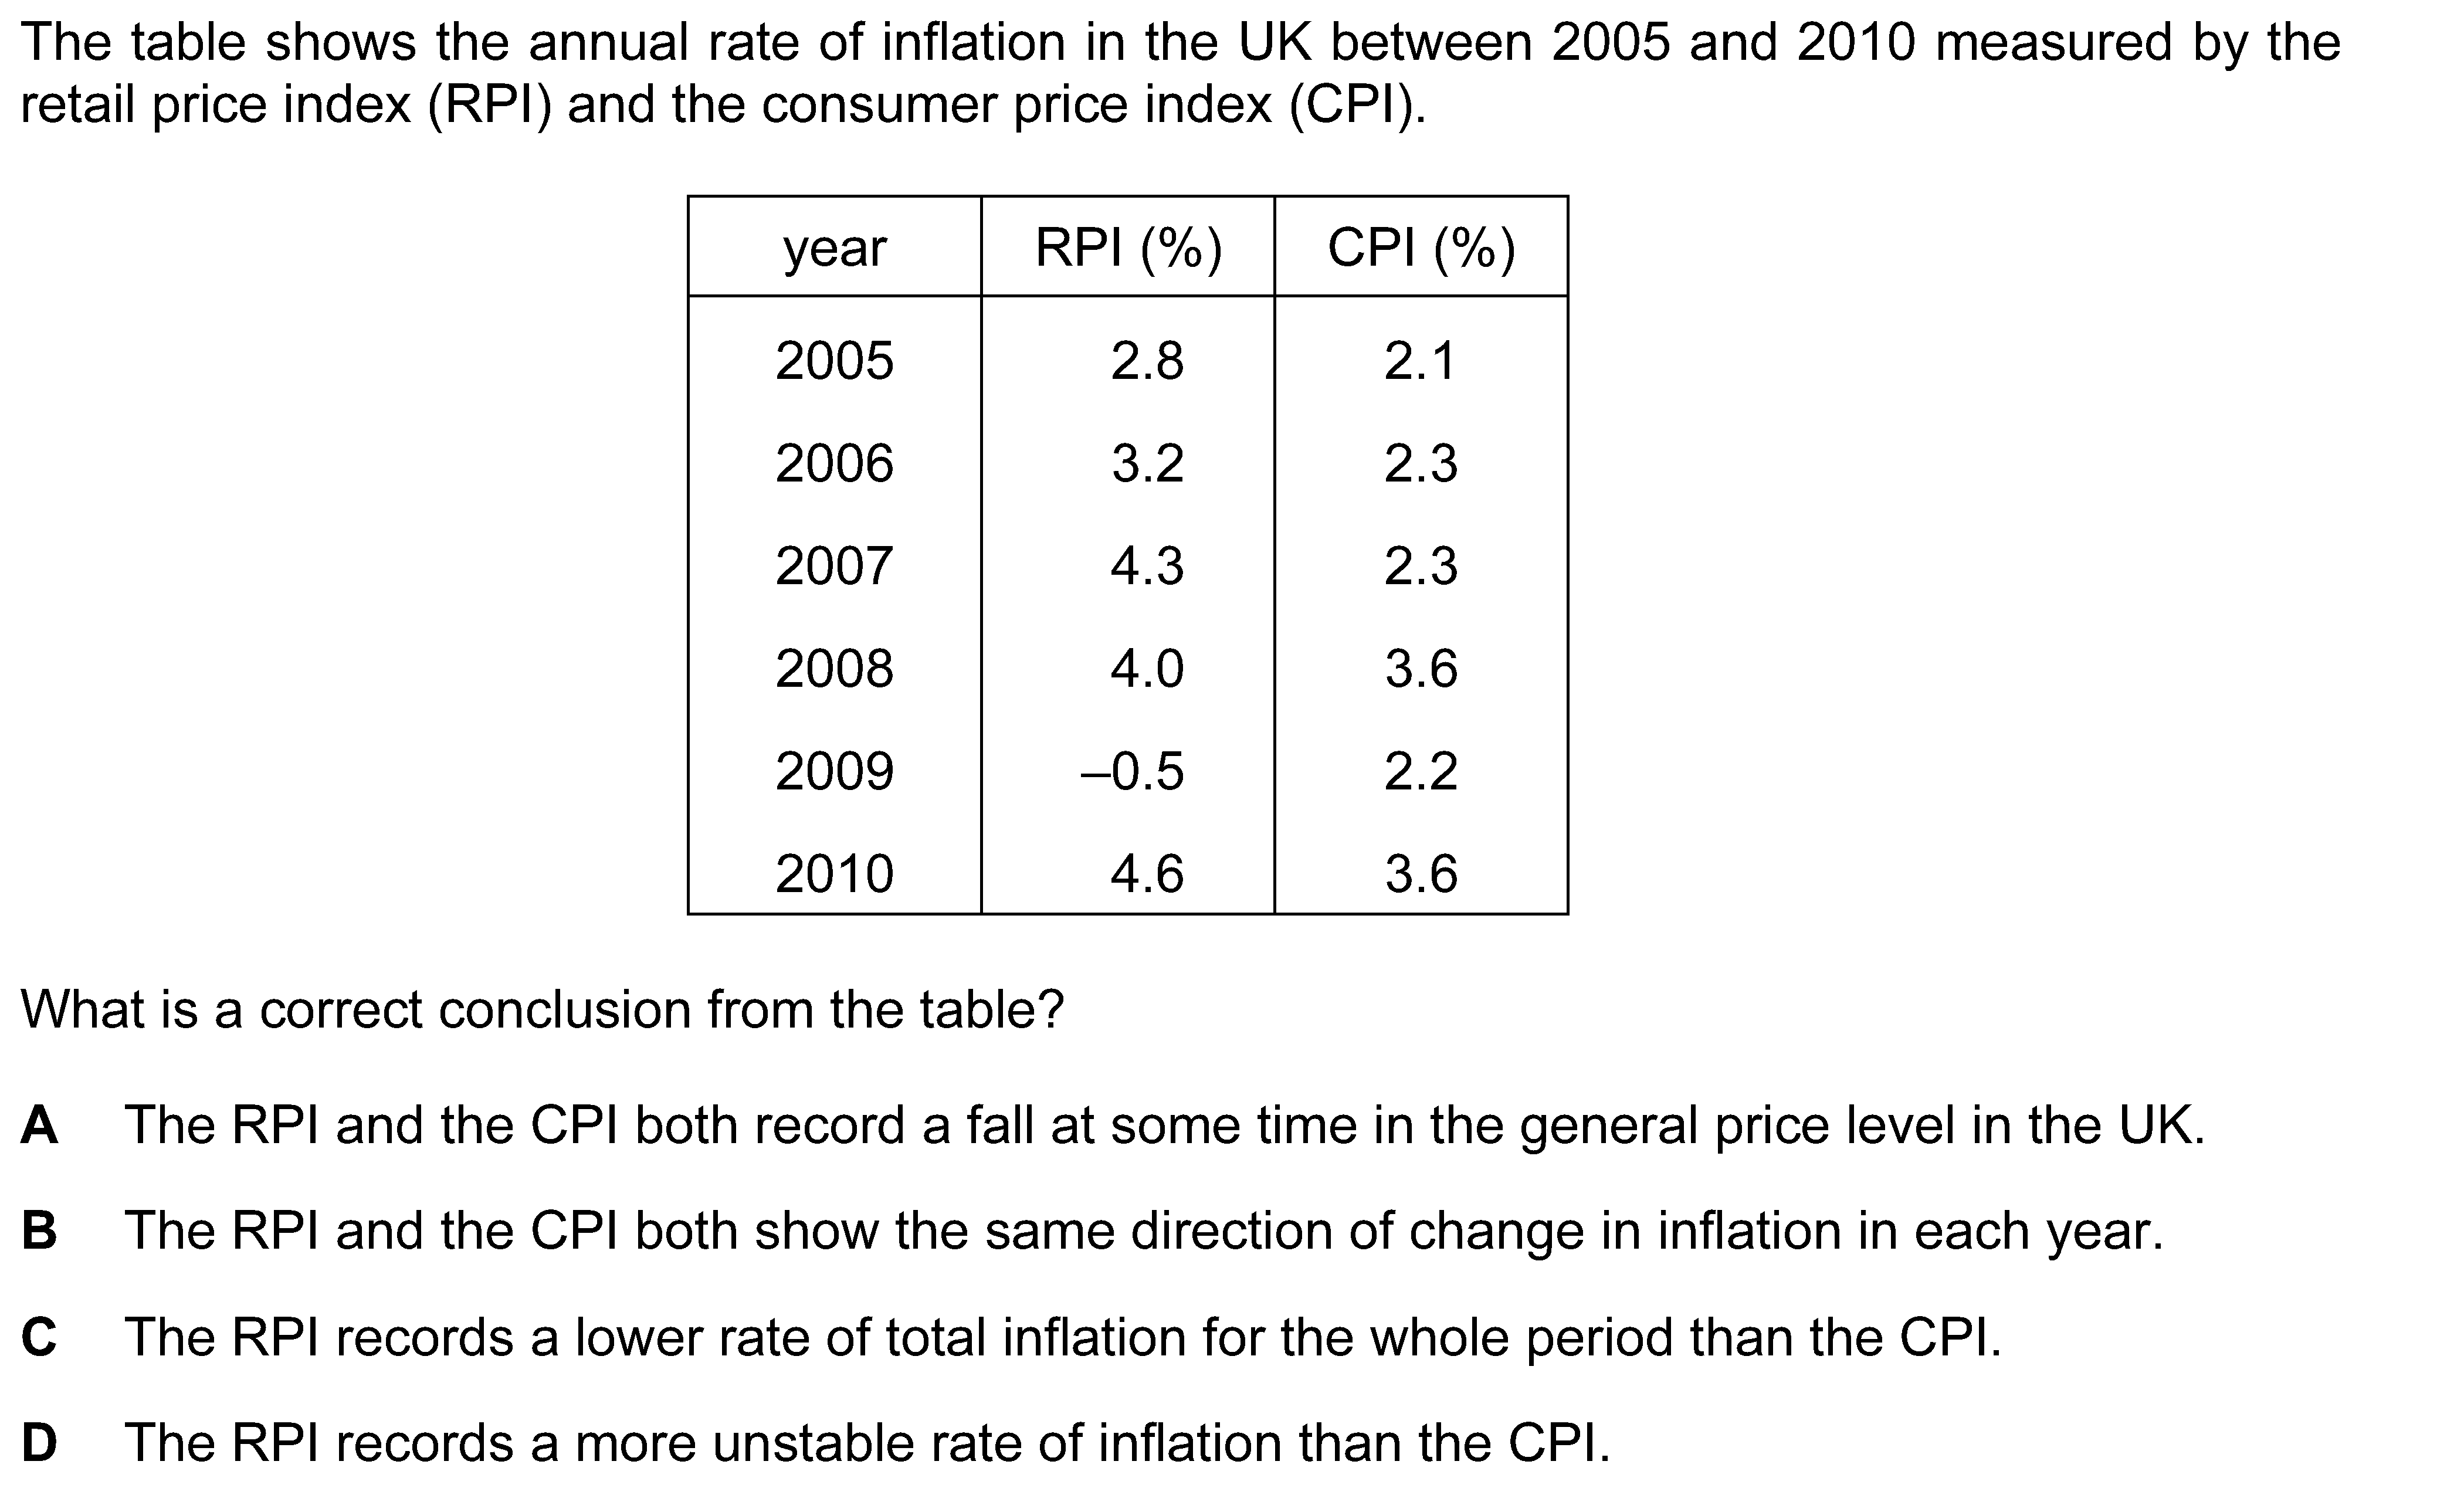 The table shows the annual rate of inflation in the UK between 2005 and 2010 measured by the
retail price index (RPI) and the consumer price index (CPI).
year RPI (%) CPI (%)
2005 2.8 2.1
2006 3.2 2.3
2007 4.3 2.3
2008 4.0 3.6
2009 –0.5 2.2
2010 4.6 3.6
What is a correct conclusion from the table?
A The RPI and the CPI both record a fall at some time in the general price level in the UK.
B The RPI and the CPI both show the same direction of change in inflation in each year.
C The RPI records a lower rate of total inflation for the whole period than the CPI.
D The RPI records a more unstable rate of inflation than the CPI.